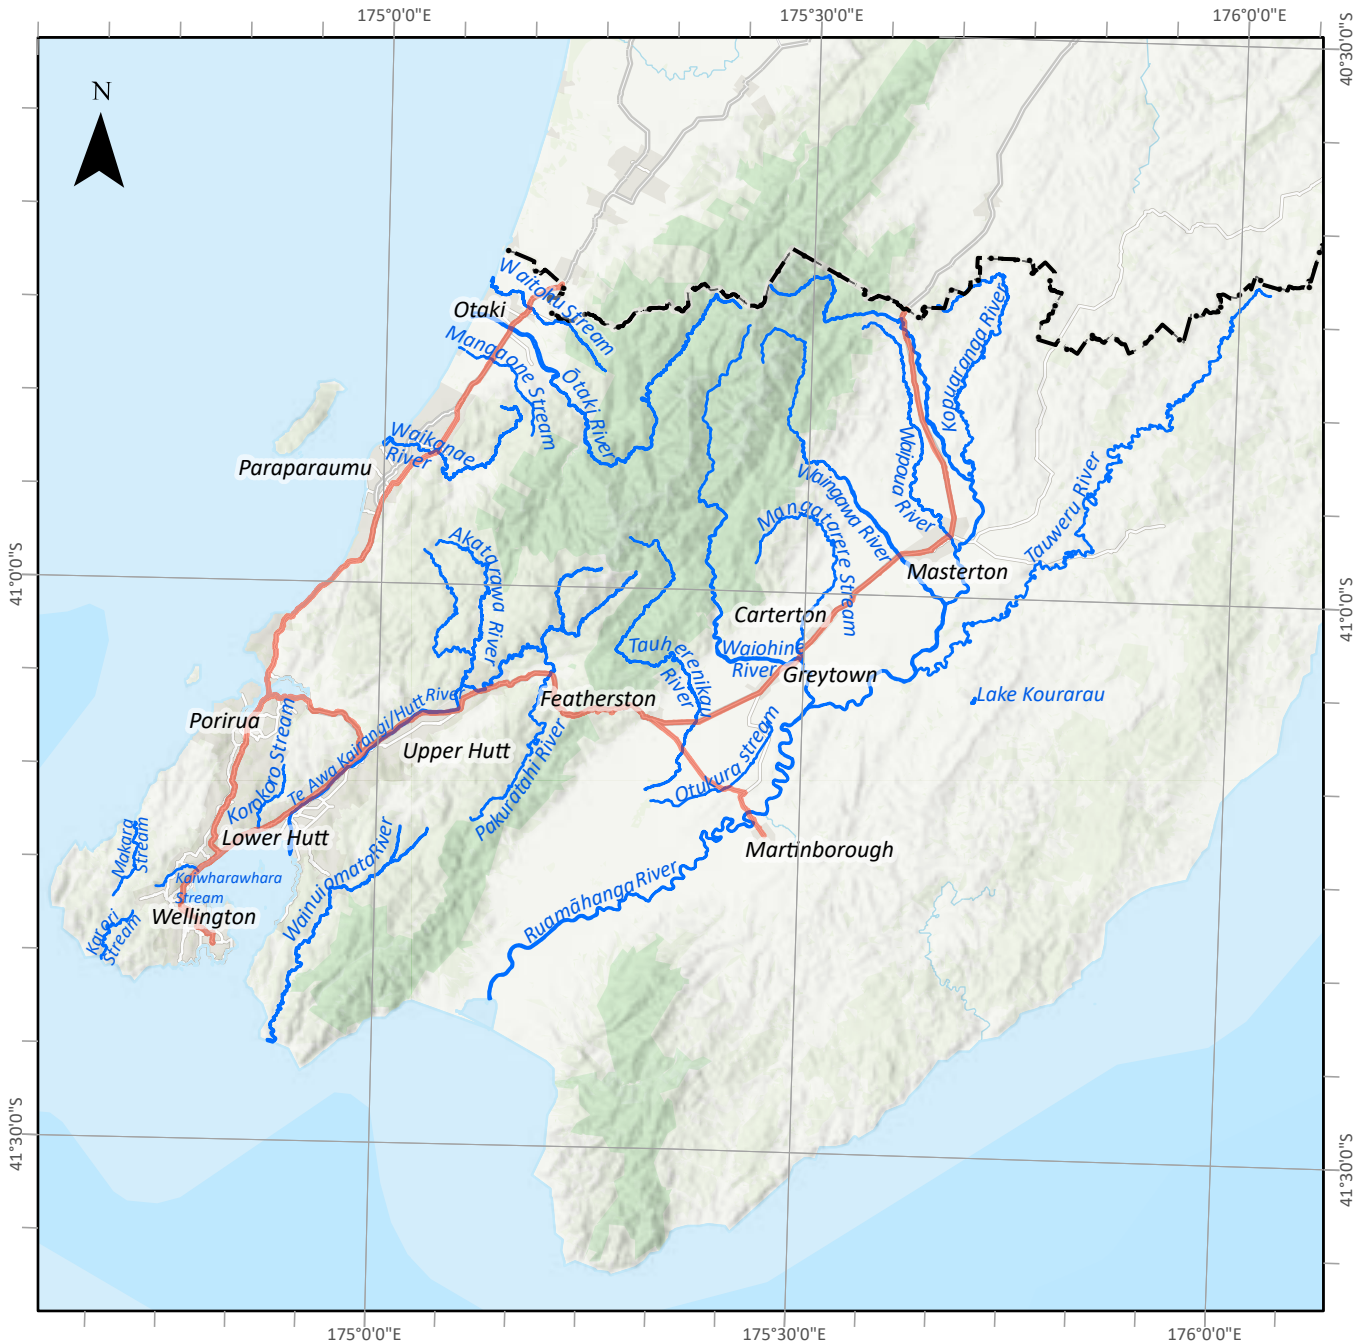 175°0'0"E
175°30'0"E
176°0'0"E
40°30'0"S
N
Waitohu Stream
Otaki
Mangaone Stream
Ōtaki River
Kopuaranga River
Waikanae
River
Paraparaumu
Waipoua
River
Waingawa River
Mangatarere Stream
Tauweru River
Akatarawa River
41°0'0"S
41°0'0"S
Masterton
Carterton
Tauherenikau
River
Waiohine
River
Greytown
Lake Kourarau
Featherston
Te Awa Kairangi/Hutt River
Porirua
Upper Hutt
Korokoro Stream
Pakuratahi River
Otukura stream
Lower Hutt
Makara
Stream
Wainuiomata River
Martinborough
Kaiwharawhara
Stream
Wellington
Karori
Stream
Ruamāhanga River
41°30'0"S
41°30'0"S
175°0'0"E
175°30'0"E
176°0'0"E